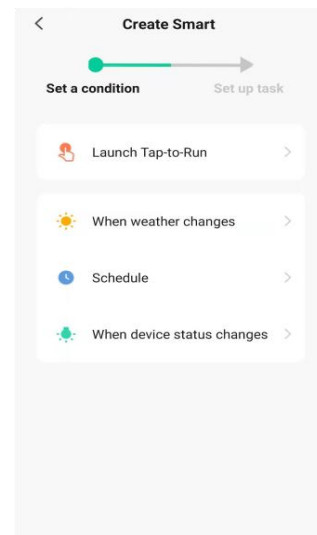 Create Smart
Set a condition
Set up task
Launch Tap-to-Run
When weather changes
Schedule
When device status changes